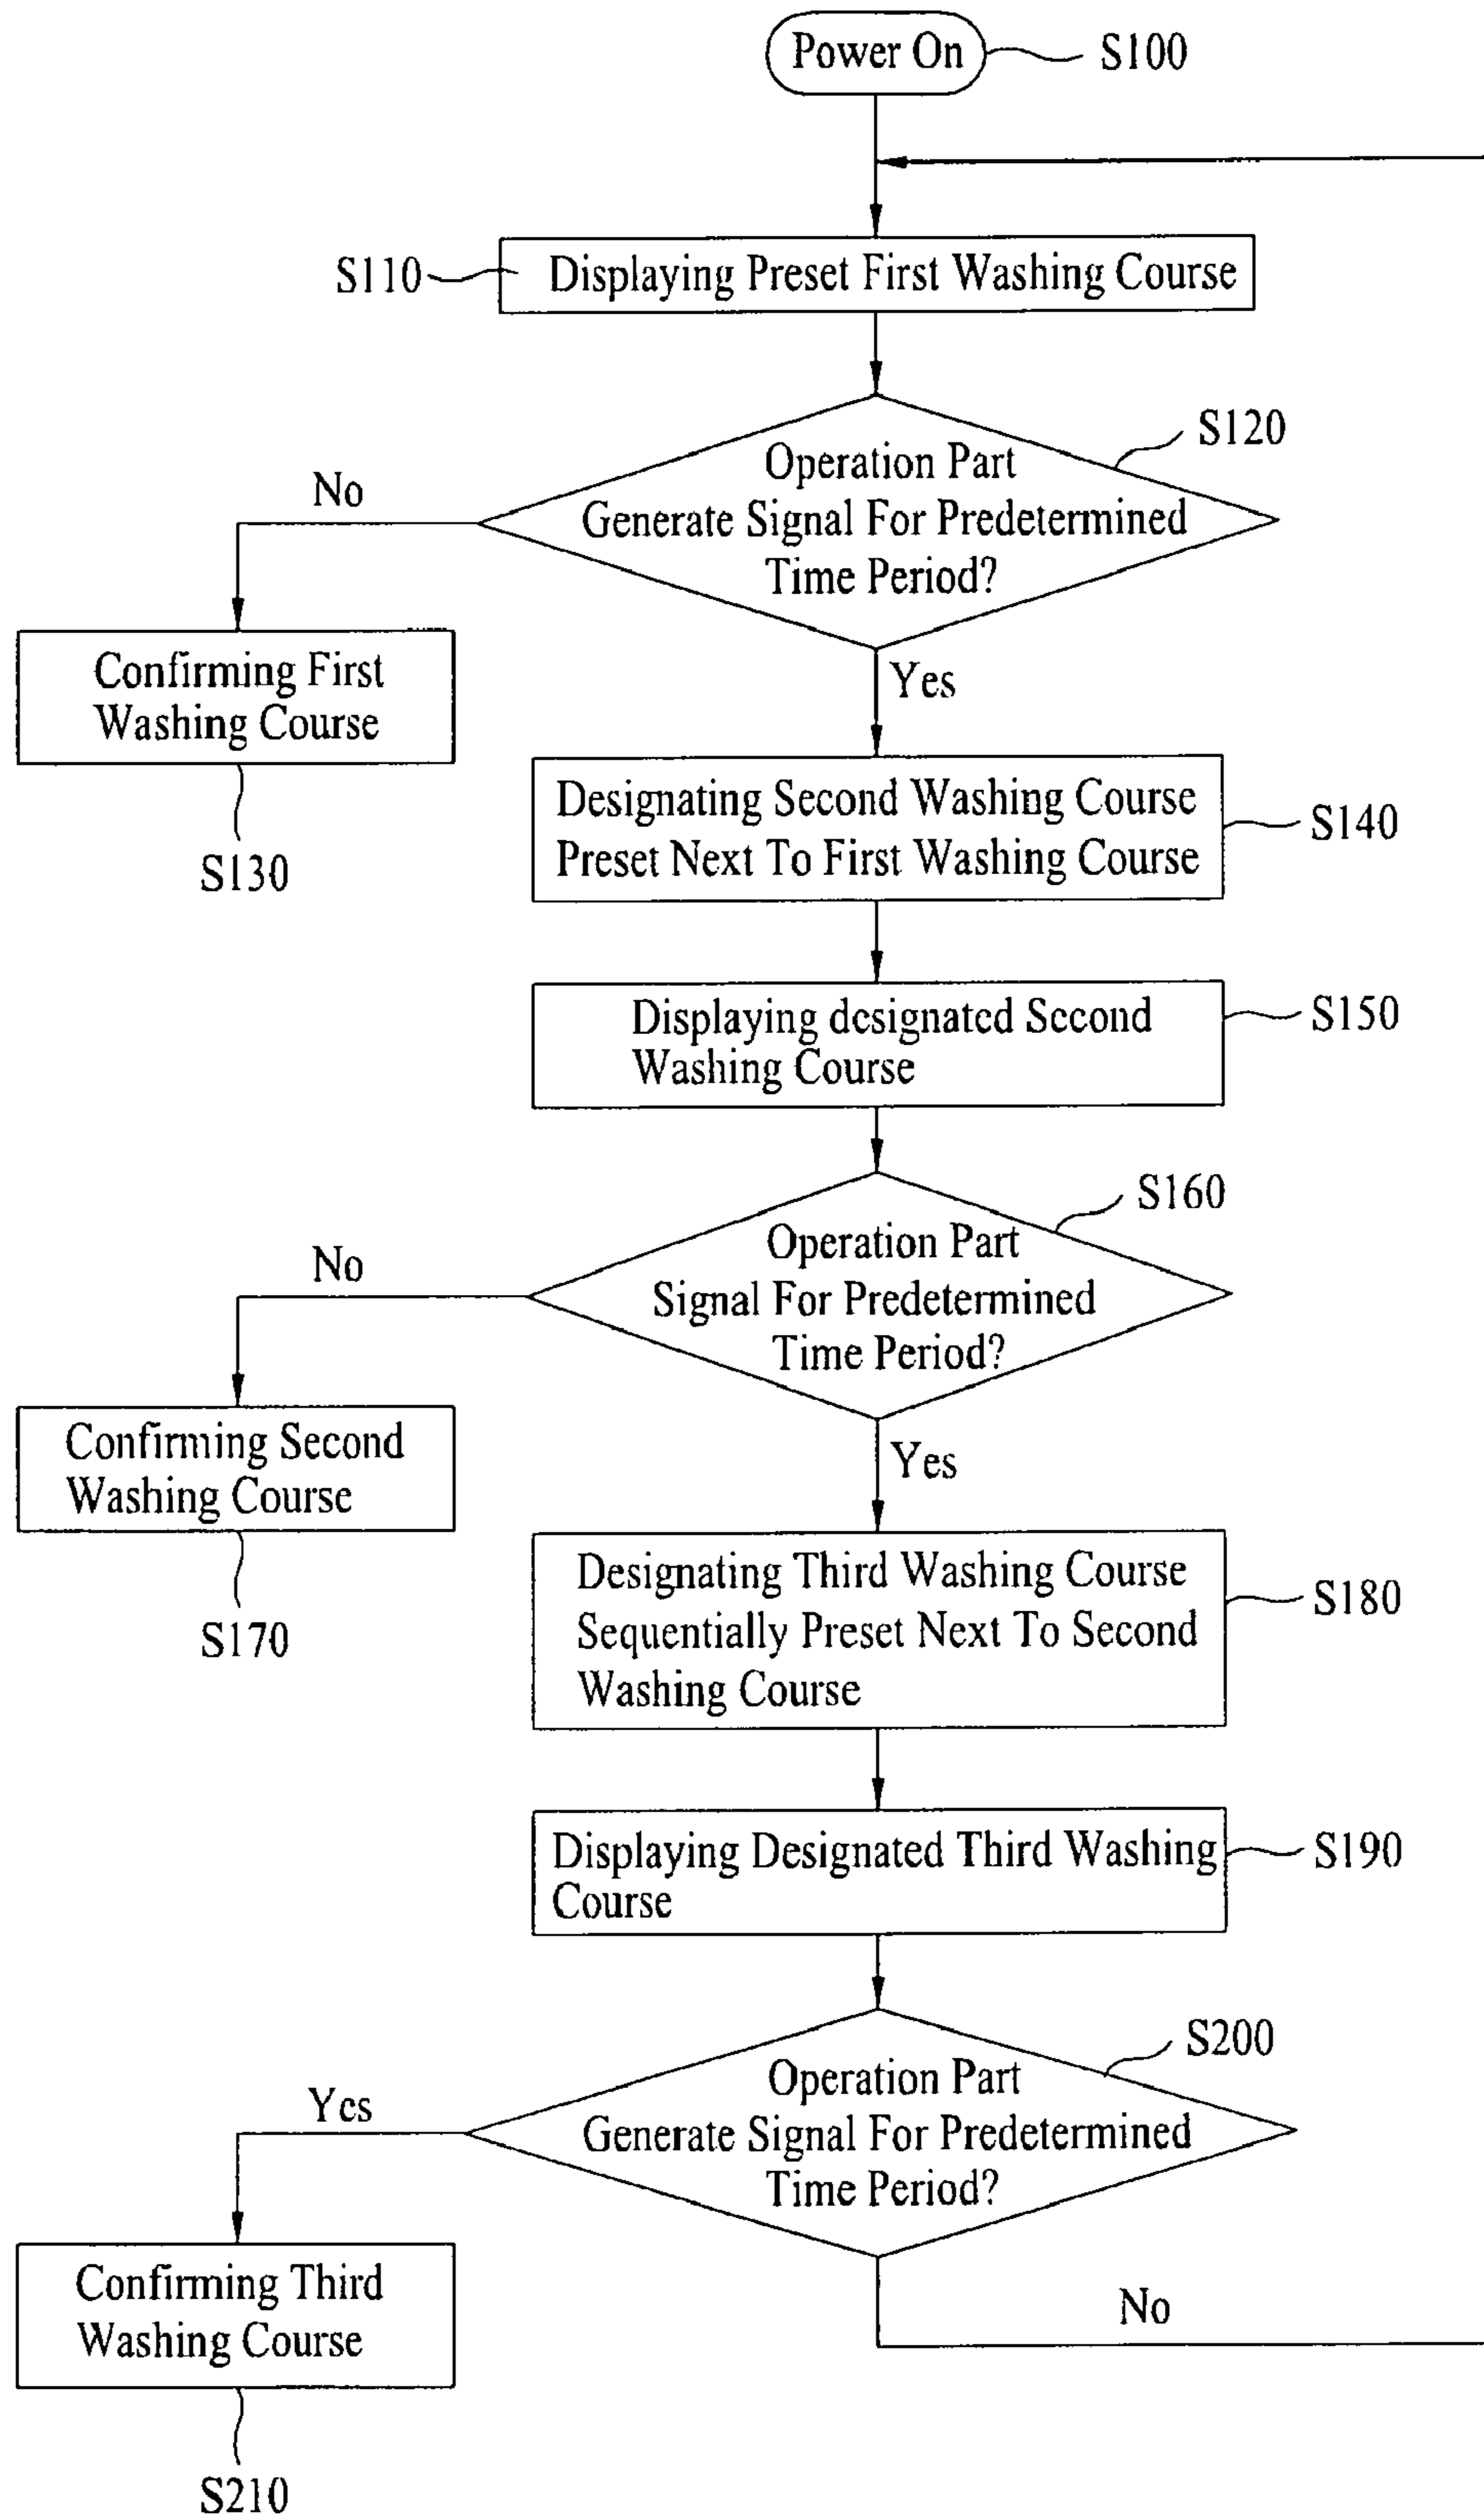 Power On
S100
S110
Displaying Preset First Washing Course
S120
Operation Part
Generate Signal For Predetermined
Time Period?
No
Yes
Confirming First
Washing Course
S130
Designating Second Washing Course
Preset Next To First Washing Course
S140
Displaying designated Second
Washing Course
S150
S160
Operation Part
Signal For Predetermined
Time Period?
No
Yes
Confirming Second
Washing Course
S170
Designating Third Washing Course
Sequentially Preset Next To Second
Washing Course
S180
Displaying Designated Third Washing
Course
S190
S200
Operation Part
Generate Signal For Predetermined
Time Period?
Yes
No
Confirming Third
Washing Course
S210